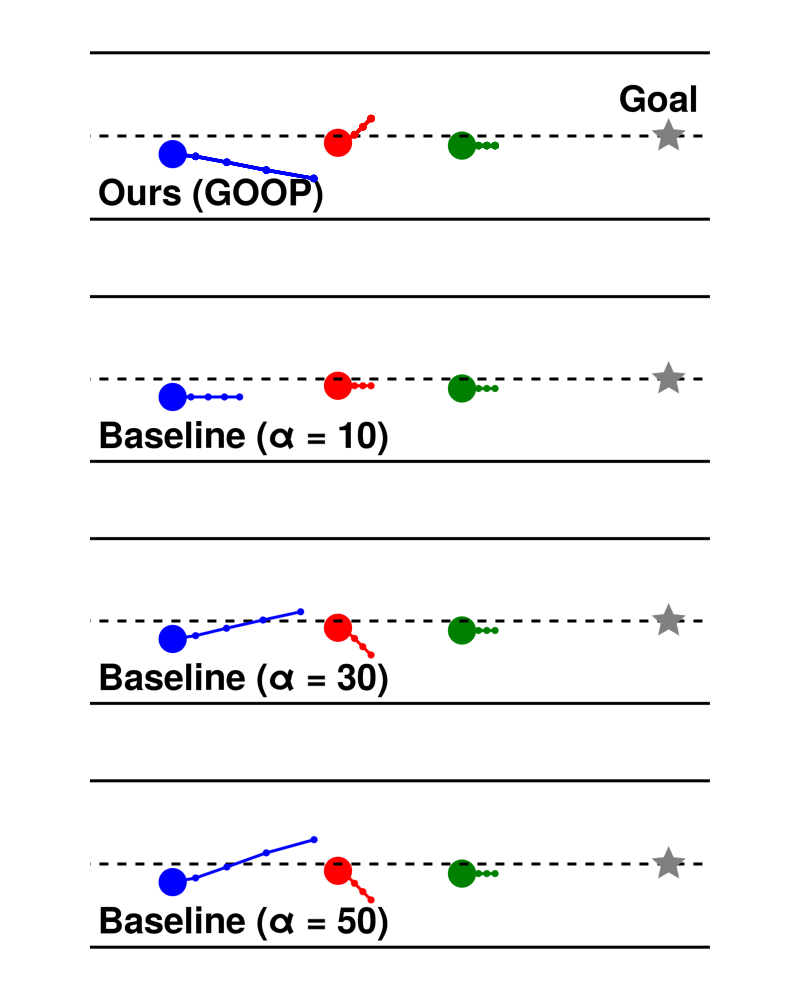 Goal
Ours (GOOP)
Baseline (α = 10)
Baseline (α = 30)
Baseline (α = 50)